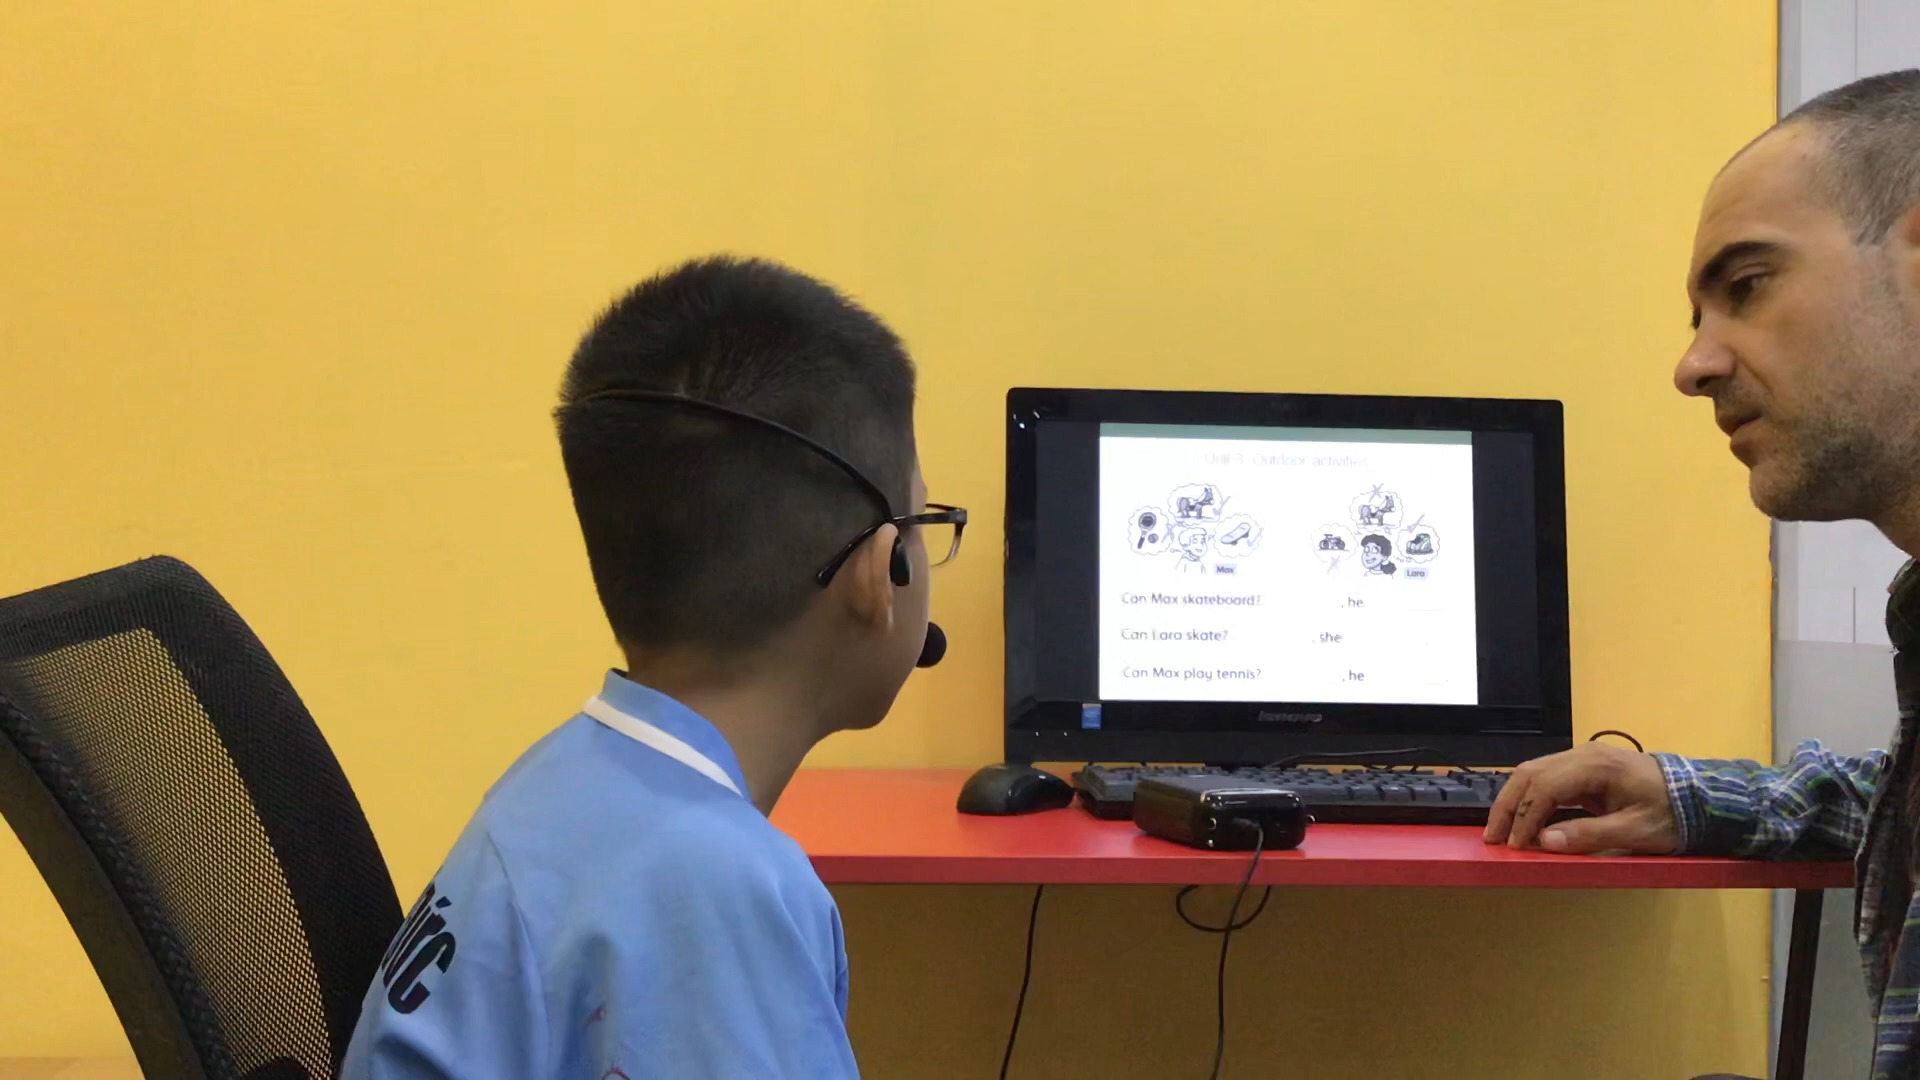 Unit 3: Outdoor activities
Max
Lara
Can Max skateboard? , he .
Can Lara skate? , she .
Can Max play tennis? , he .
lenovo